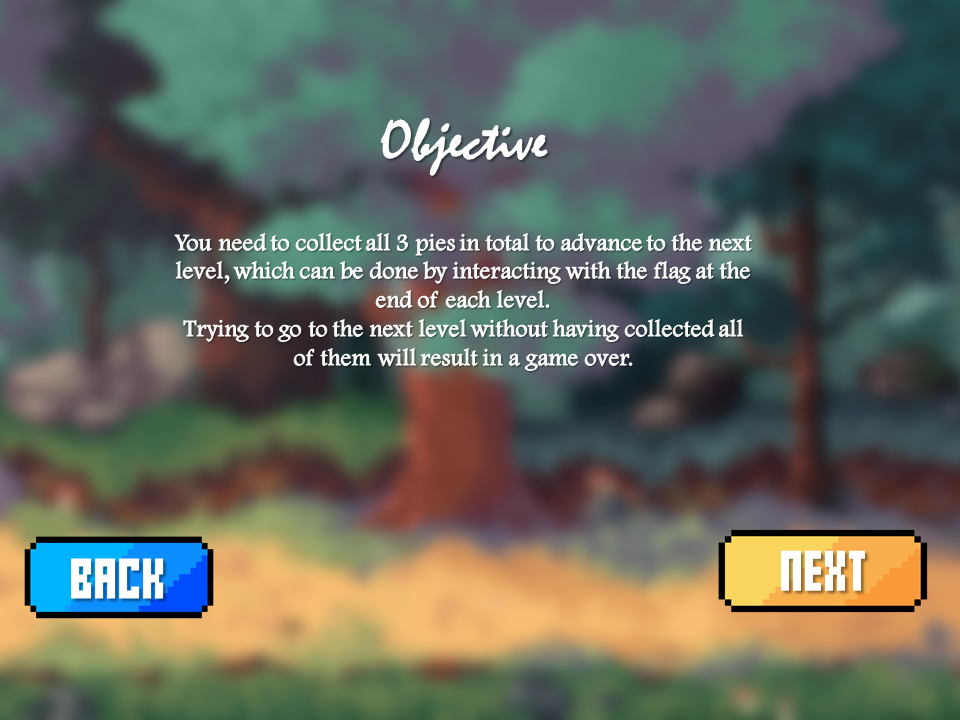 Objective
You need to collect all 3 pies in total to advance to the next
level, which can be done by interacting with the flag at the
end of each level.
Trying to go to the next level without having collected all
of them will result in a game over.
BACK
NEXT